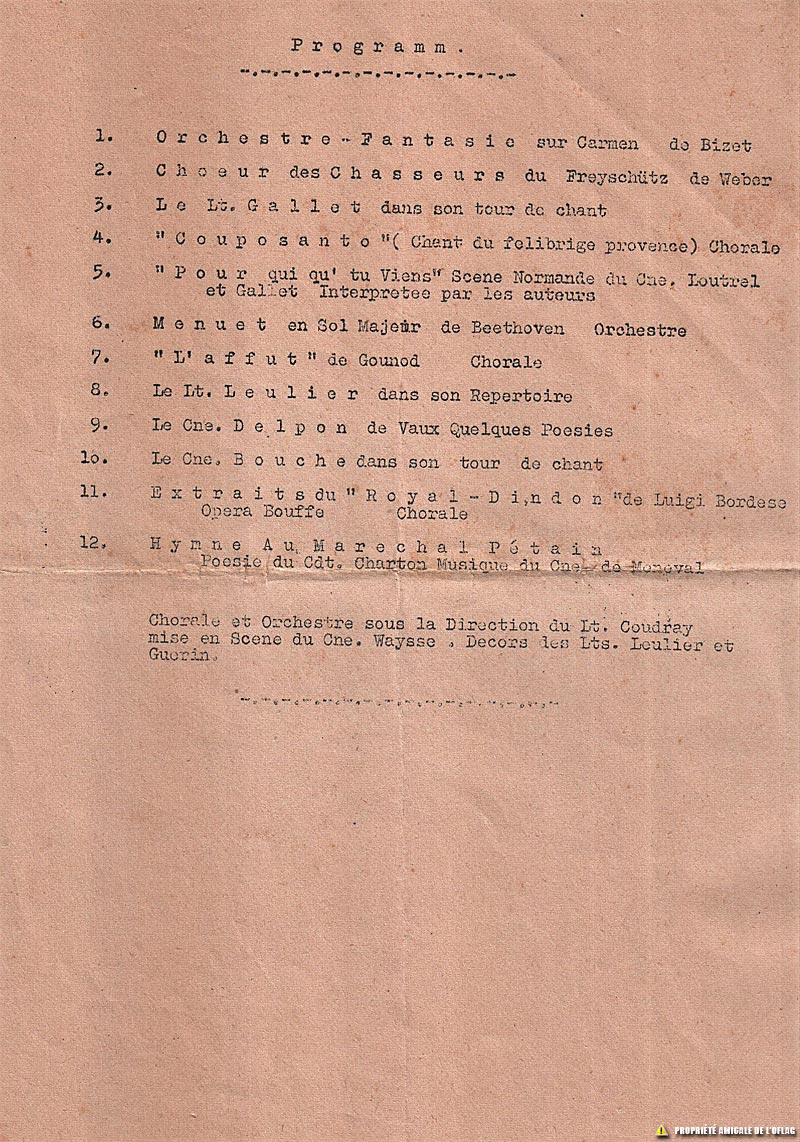 Programm.
1. Orchestre-Fantasie sur Carmen de Bizet
2. Choeur des Chasseurs du Freyschütz de Weber
3. Le Lt. Gallet dans son tour de chant
4. "Couposanto"( Chant du felibrige provence) Chorale
5. "Pour qui qu' tu Viens" Scene Normande du Cne. Loutrel
et Gallet Interpretee par les auteurs
6. Menuet en Sol Majeur de Beethoven Orchestre
7. "L'affut" de Gounod Chorale
8. Le Lt. Leulier dans son Repertoire
9. Le Cne. Delpon de Vaux Quelques Poesies
10. Le Cne. Bouche dans son tour de chant
11. Extraits du "Royal-Dindon" de Luigi Bordese
Opera Bouffe Chorale
12. Hymne Au Marechal Pétain
Poesie du Cdt. Charton Musique du Cne. de Meneval
Chorale et Orchestre sous la Direction du Lt. Coudray
mise en Scene du Cne. Waysse . Decors des Lts. Leulier et
Guerin.
PROPRIÉTÉ AMIGALE DE L'OFLAG